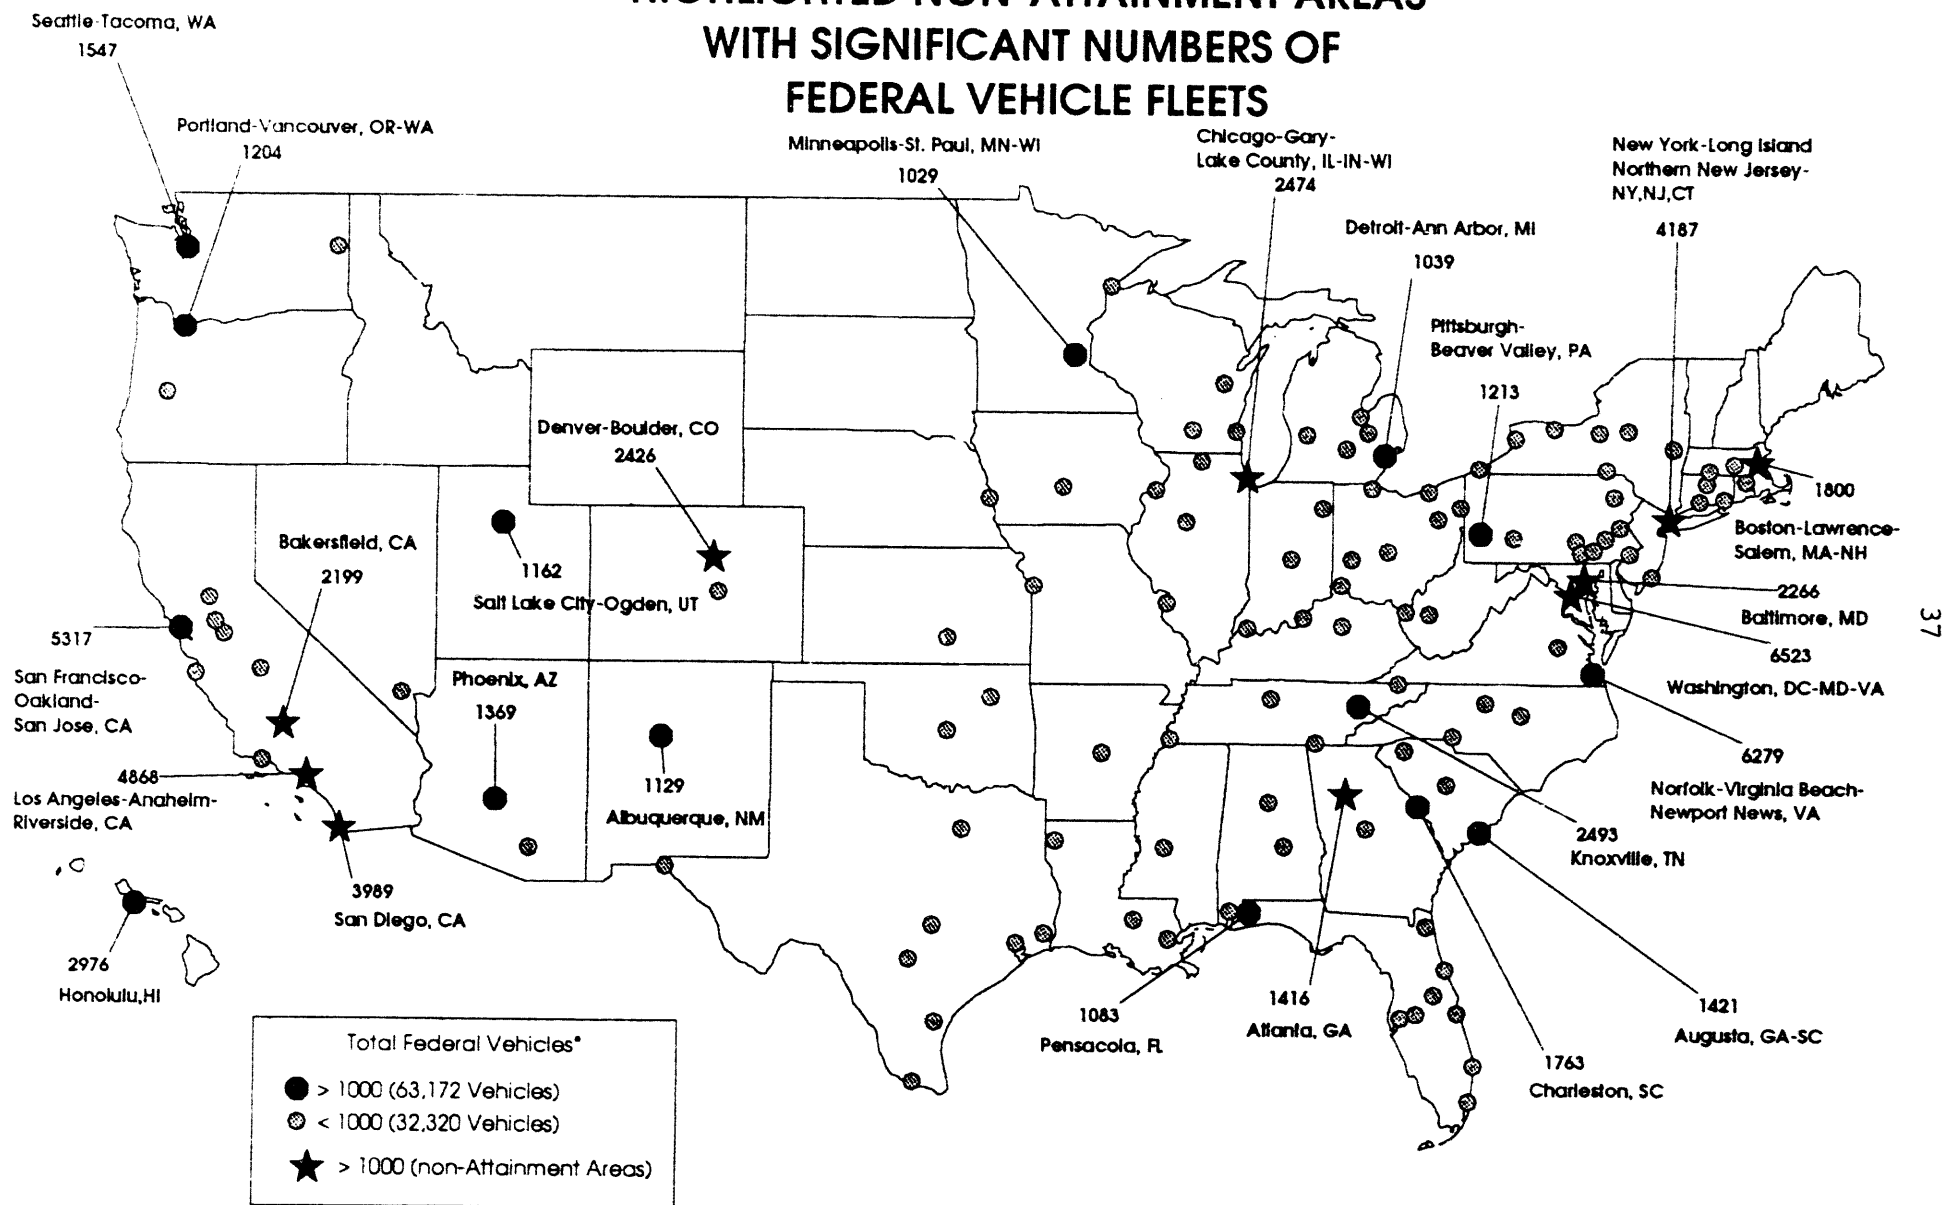 HIGHLIGHTED NON-ATTAINMENT AREAS
WITH SIGNIFICANT NUMBERS OF
FEDERAL VEHICLE FLEETS
Seattle-Tacoma, WA
1547
Portland-Vancouver, OR-WA
1204
Minneapolis-St. Paul, MN-WI
1029
Chicago-Gary-
Lake County, IL-IN-WI
2474
New York-Long Island
Northern New Jersey-
NY,NJ,CT
4187
Detroit-Ann Arbor, MI
1039
Pittsburgh-
Beaver Valley, PA
1213
Denver-Boulder, CO
2426
1800
Boston-Lawrence-
Salem, MA-NH
Bakersfield, CA
2199
1162
Salt Lake City-Ogden, UT
2266
Baltimore, MD
37
5317
San Francisco-
Oakland-
San Jose, CA
6523
Washington, DC-MD-VA
Phoenix, AZ
1369
6279
Norfolk-Virginia Beach-
Newport News, VA
4868
Los Angeles-Anaheim-
Riverside, CA
1129
Albuquerque, NM
2493
Knoxville, TN
3989
San Diego, CA
2976
Honolulu,HI
1083
Pensacola, FL
1416
Atlanta, GA
1421
Augusta, GA-SC
1763
Charleston, SC
Total Federal Vehicles*
> 1000 (63,172 Vehicles)
< 1000 (32,320 Vehicles)
> 1000 (non-Attainment Areas)